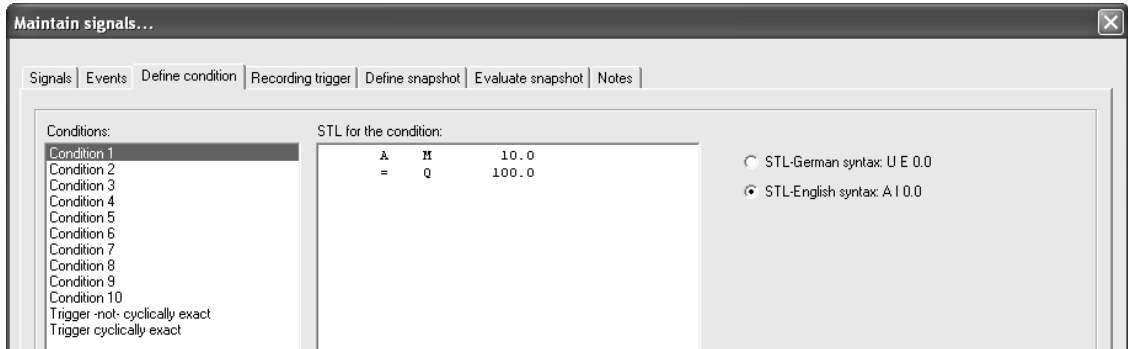 Maintain signals...
Signals Events Define condition Recording trigger Define snapshot Evaluate snapshot Notes
Conditions:
Condition 1
Condition 2
Condition 3
Condition 4
Condition 5
Condition 6
Condition 7
Condition 8
Condition 9
Condition 10
Trigger -not- cyclically exact
Trigger cyclically exact
STL for the condition:
A M 10.0
= Q 100.0
STL-German syntax: U E 0.0
STL-English syntax: A I 0.0